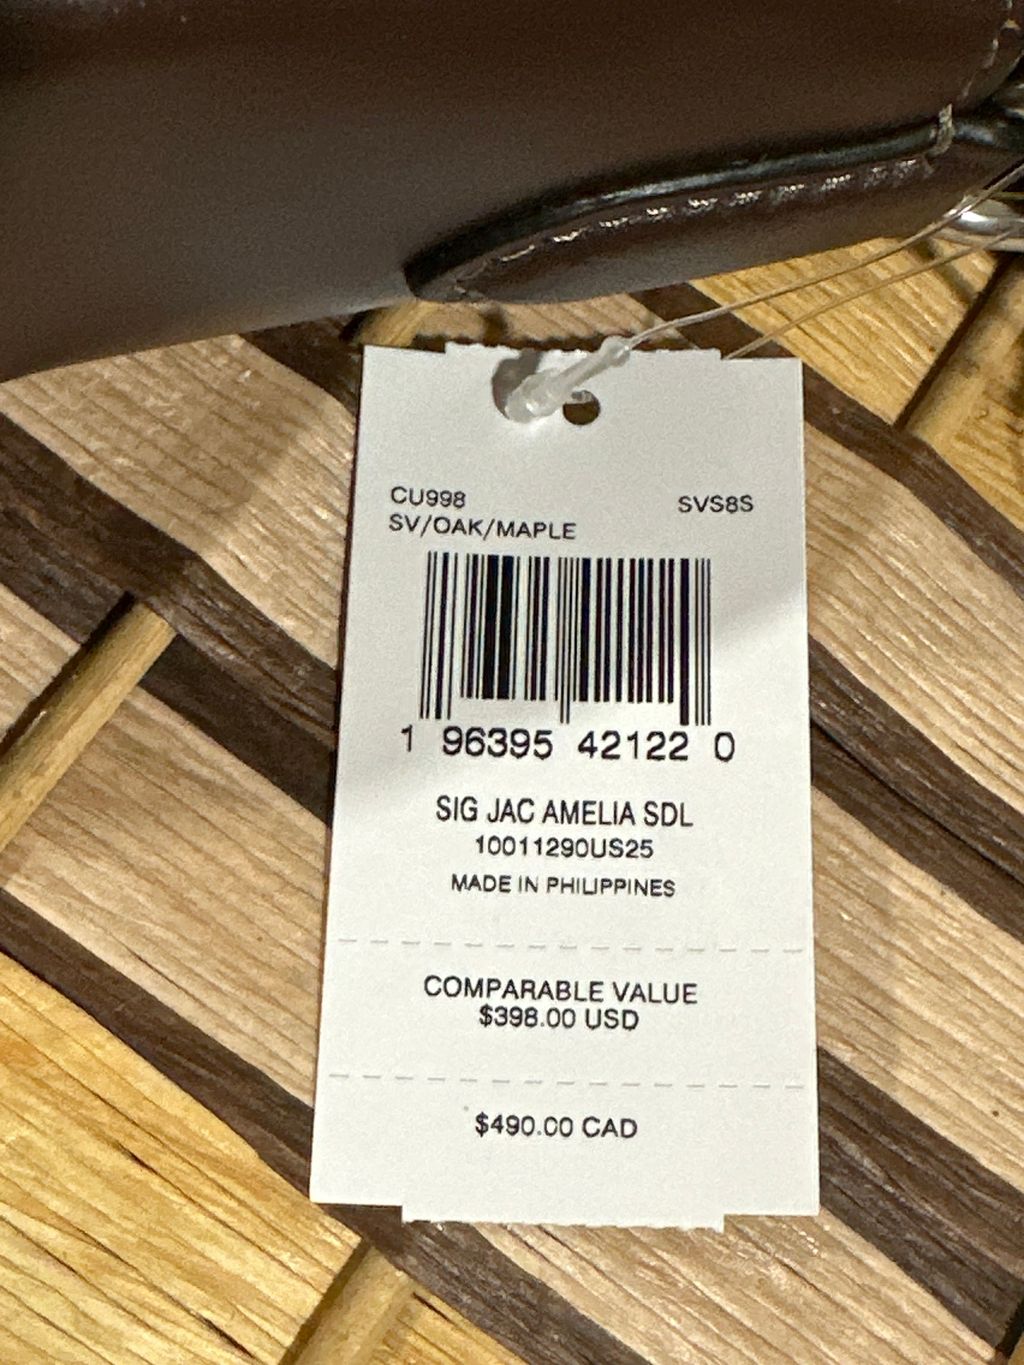 CU998 SVS8S
SV/OAK/MAPLE
1 96395 42122 0
SIG JAC AMELIA SDL
10011290US25
MADE IN PHILIPPINES
COMPARABLE VALUE
$398.00 USD
$490.00 CAD